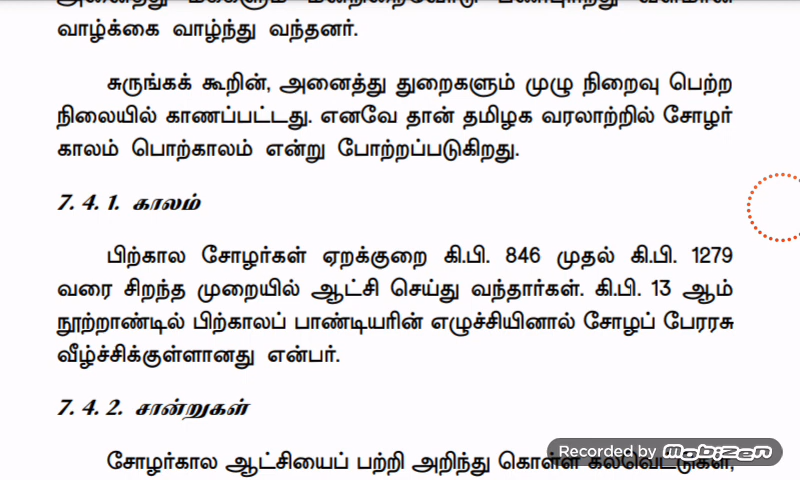 வாழ்க்கை வாழ்ந்து வந்தனர்.
சுருங்கக் கூறின், அனைத்து துறைகளும் முழு நிறைவு பெற்ற
நிலையில் காணப்பட்டது. எனவே தான் தமிழக வரலாற்றில் சோழர்
காலம் பொற்காலம் என்று போற்றப்படுகிறது.
7. 4. 1. காலம்
பிற்கால சோழர்கள் ஏறக்குறை கி.பி. 846 முதல் கி.பி. 1279
வரை சிறந்த முறையில் ஆட்சி செய்து வந்தார்கள். கி.பி. 13 ஆம்
நூற்றாண்டில் பிற்காலப் பாண்டியரின் எழுச்சியினால் சோழப் பேரரசு
வீழ்ச்சிக்குள்ளானது என்பர்.
7. 4. 2. சான்றுகள்
சோழர்கால ஆட்சியைப் பற்றி அறிந்து கொள்ள
Recorded by Mobizen